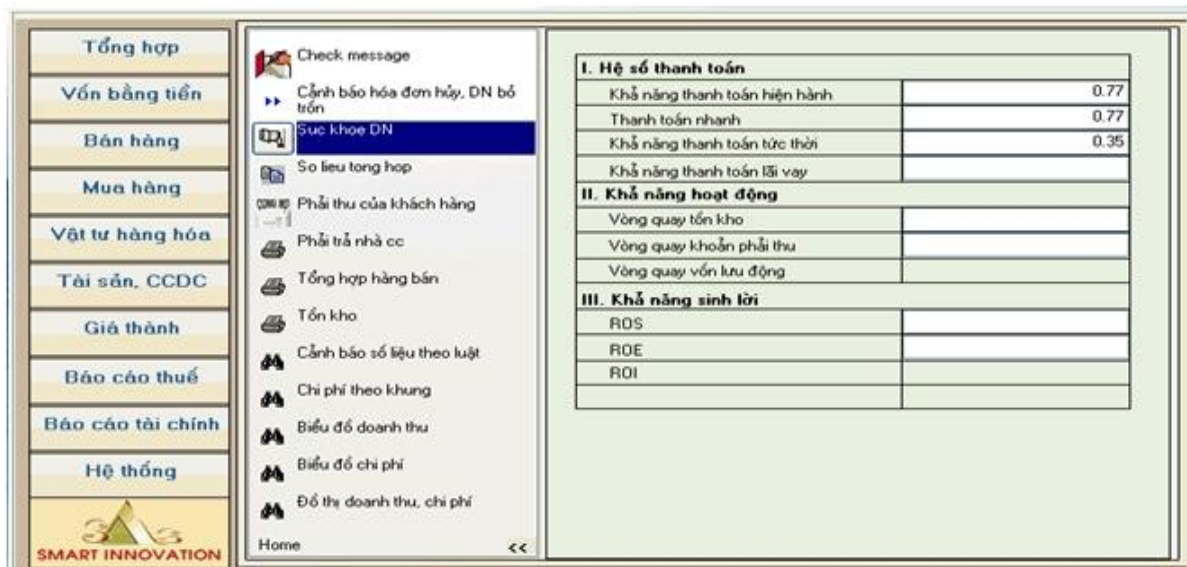 Tổng hợp
Vốn bằng tiền
Bán hàng
Mua hàng
Vật tư hàng hóa
Tài sản, CCDC
Giá thành
Báo cáo thuế
Báo cáo tài chính
Hệ thống
3A3
SMART INNOVATION
Check message
Cảnh báo hóa đơn hủy, DN bỏ
trốn
Suc khoe DN
So lieu tong hop
Phải thu của khách hàng
Phải trả nhà cc
Tổng hợp hàng bán
Tồn kho
Cảnh báo số liệu theo luật
Chi phí theo khung
Biểu đồ doanh thu
Biểu đồ chi phí
Đồ thị doanh thu, chi phí
Home <<
I. Hệ số thanh toán
Khả năng thanh toán hiện hành 0.77
Thanh toán nhanh 0.77
Khả năng thanh toán tức thời 0.35
Khả năng thanh toán lãi vay
II. Khả năng hoạt động
Vòng quay tồn kho
Vòng quay khoản phải thu
Vòng quay vốn lưu động
III. Khả năng sinh lời
ROS
ROE
ROI